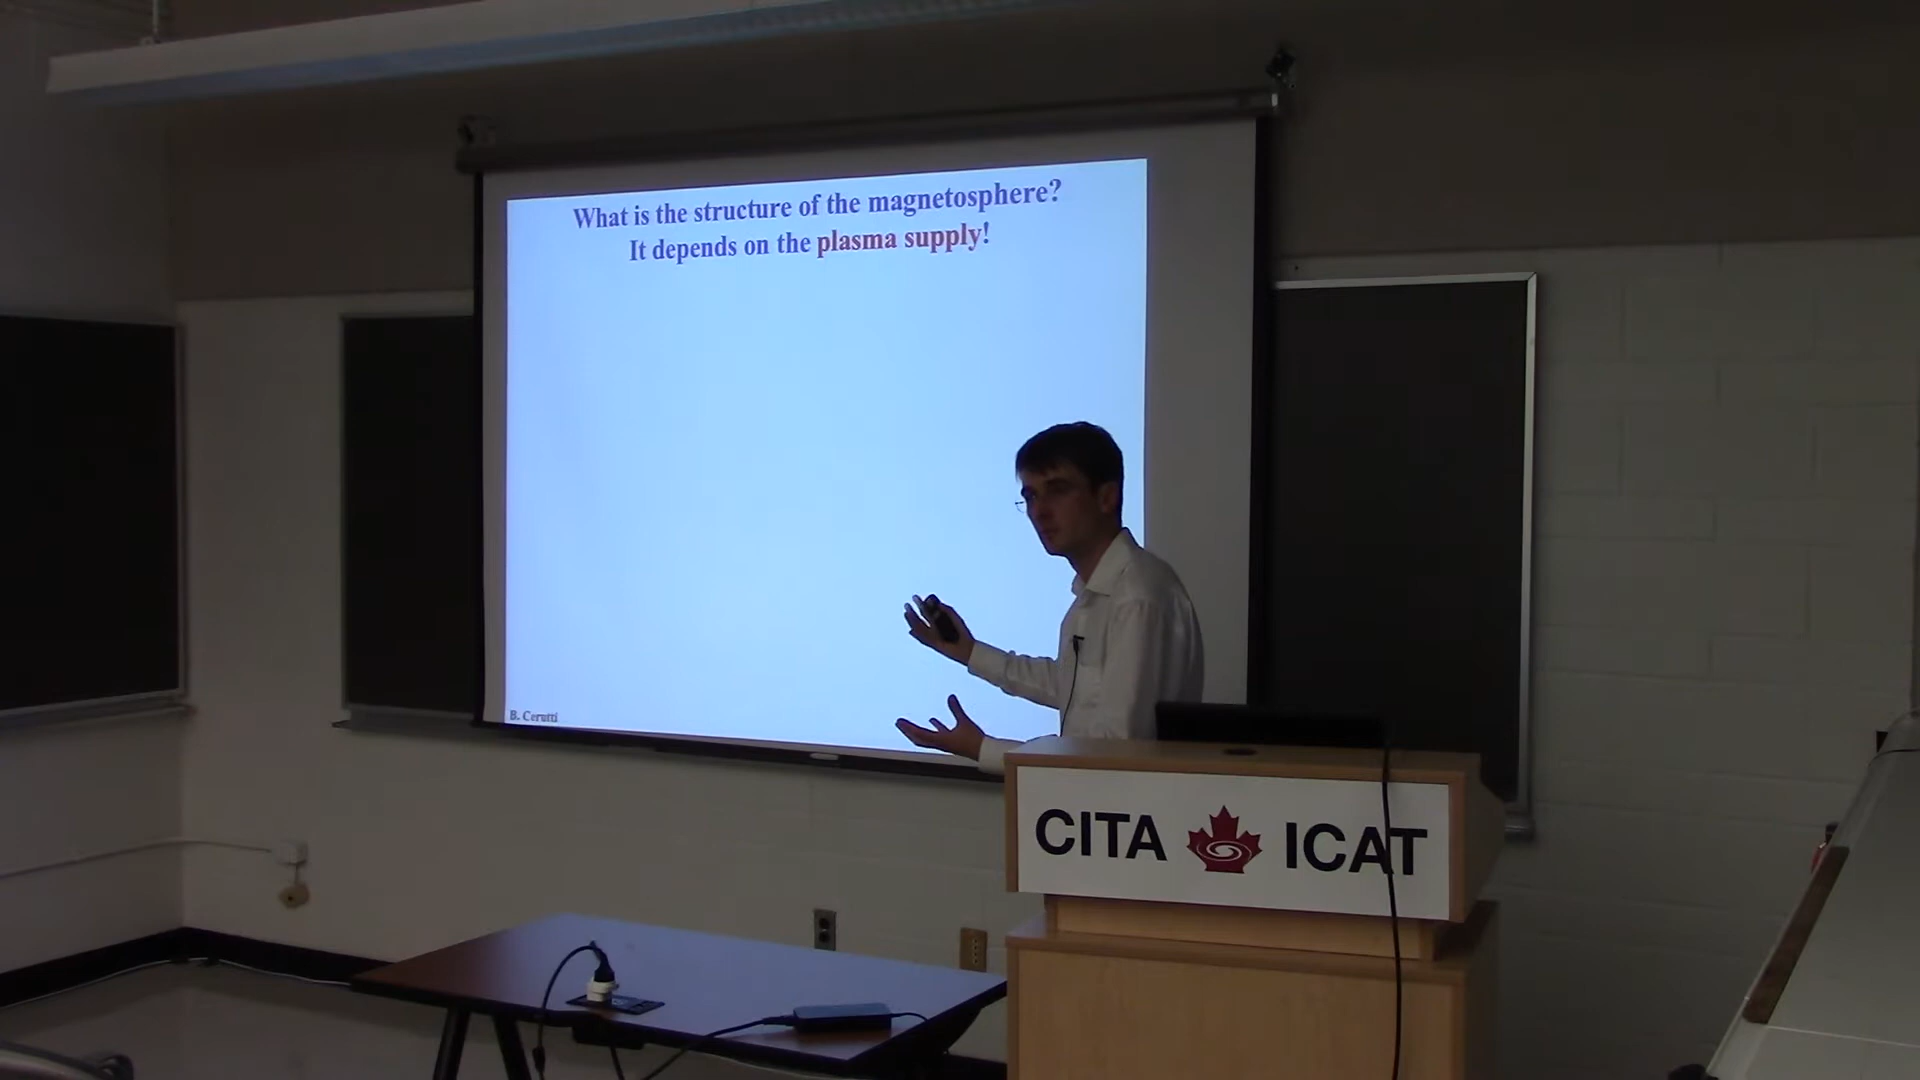 What is the structure of the magnetosphere?
It depends on the plasma supply!
B. Cerutti
CITA ICAT